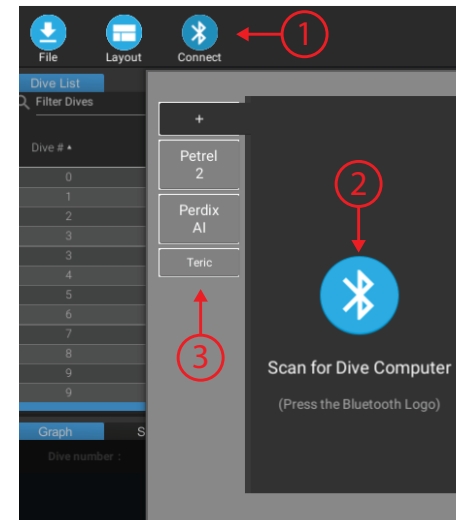 File
Layout
Connect
1
Dive List
Filter Dives
Dive #
0
1
2
3
3
4
5
6
7
8
9
9
Graph
S
Dive number :
+
Petrel
2
Perdix
AI
Teric
3
2
Scan for Dive Computer
(Press the Bluetooth Logo)